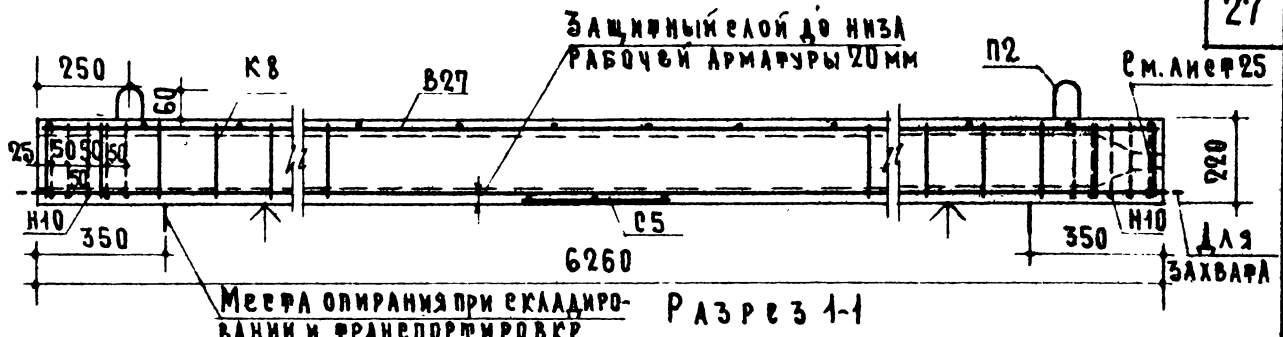 27
Защитный слой до низа
рабочей арматуры 20мм
250
К8
60
В27
П2
См. лист 25
25
50
50
50
50
220
Н10
350
С5
6260
Н10
350
Для
захвата
Места опирания при складиро-
вании и транспортировке
Разрез 1-1